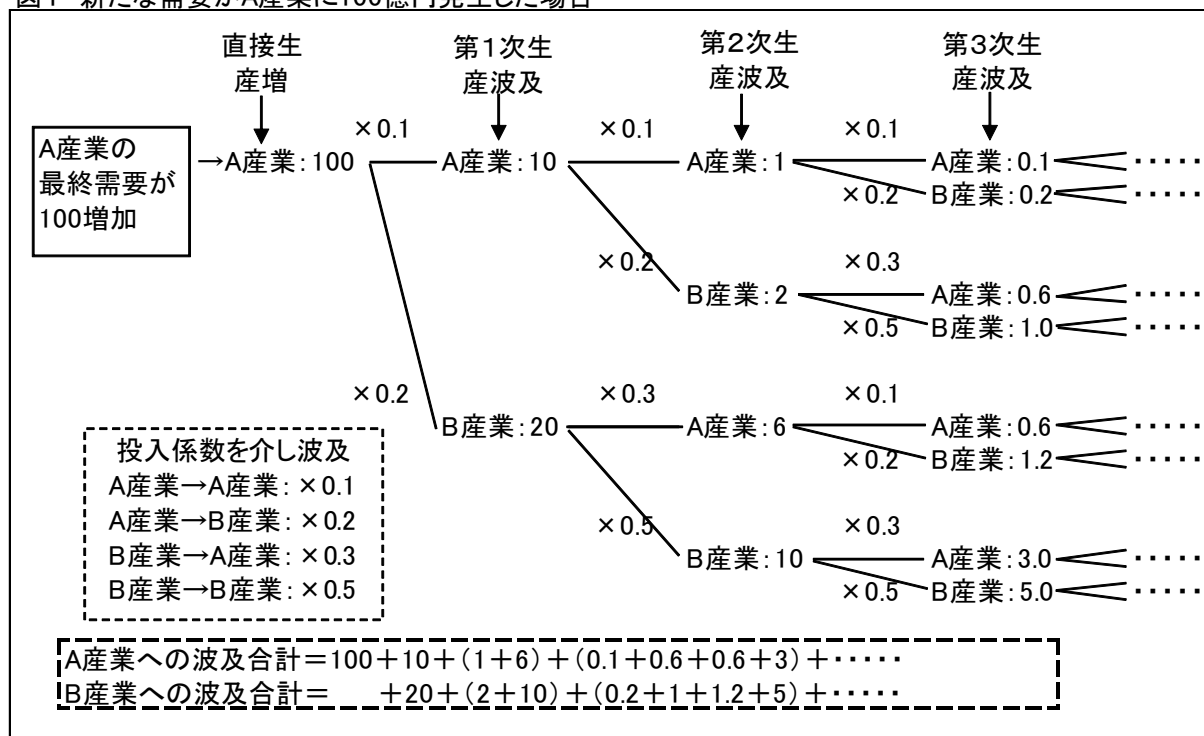 図1 新たな需要がA産業に100億円発生した場合
直接生
産増
第1次生
産波及
第2次生
産波及
第3次生
産波及
A産業の
最終需要が
100増加
→A産業:100
×0.1
A産業:10
×0.1
A産業:1
×0.1
A産業:0.1
・・・・・
×0.2
B産業:0.2
・・・・・
×0.2
B産業:2
×0.3
A産業:0.6
・・・・・
×0.5
B産業:1.0
・・・・・
×0.2
B産業:20
×0.3
A産業:6
×0.1
A産業:0.6
・・・・・
×0.2
B産業:1.2
・・・・・
×0.5
B産業:10
×0.3
A産業:3.0
・・・・・
×0.5
B産業:5.0
・・・・・
投入係数を介し波及
A産業→A産業:×0.1
A産業→B産業:×0.2
B産業→A産業:×0.3
B産業→B産業:×0.5
A産業への波及合計=100+10+(1+6)+(0.1+0.6+0.6+3)+・・・・・
B産業への波及合計= +20+(2+10)+(0.2+1+1.2+5)+・・・・・